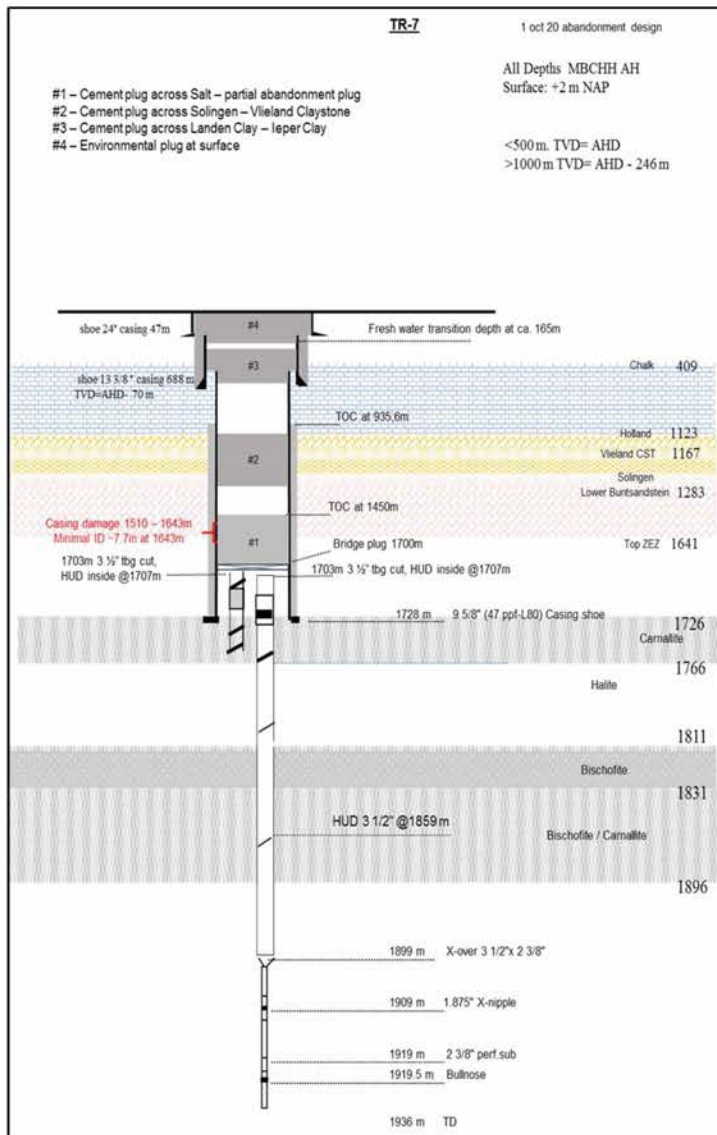 TR-7
1 oct 20 abandonment design
All Depths MBCHH AH
Surface: +2 m NAP
#1 – Cement plug across Salt – partial abandonment plug
#2 – Cement plug across Solingen – Vlieland Claystone
#3 – Cement plug across Landen Clay – Ieper Clay
#4 – Environmental plug at surface
<500 m. TVD= AHD
>1000 m TVD= AHD - 246 m
shoe 24" casing 47m
#4
Fresh water transition depth at ca. 165m
#3
Chalk 409
shoe 13 3/8" casing 688 m
TVD=AHD- 70 m
TOC at 935,6m
Holland 1123
#2
Vlieland CST 1167
Solingen
Lower Buntsandstein 1283
TOC at 1450m
Casing damage 1510 – 1643m
Minimal ID ~7.7in at 1643m
#1
Bridge plug 1700m
Top ZEZ 1641
1703m 3 ½" tbg cut,
HUD inside @1707m
1703m 3 ½" tbg cut, HUD inside @1707m
1728 m 9 5/8" (47 ppf-L80) Casing shoe
1726
Carnallite
1766
Halite
1811
Bischofite
1831
HUD 3 1/2" @1859 m
Bischofite / Carnallite
1896
1899 m X-over 3 1/2"x 2 3/8"
1909 m 1.875" X-nipple
1919 m 2 3/8" perf.sub
1919.5 m Bullnose
1936 m TD